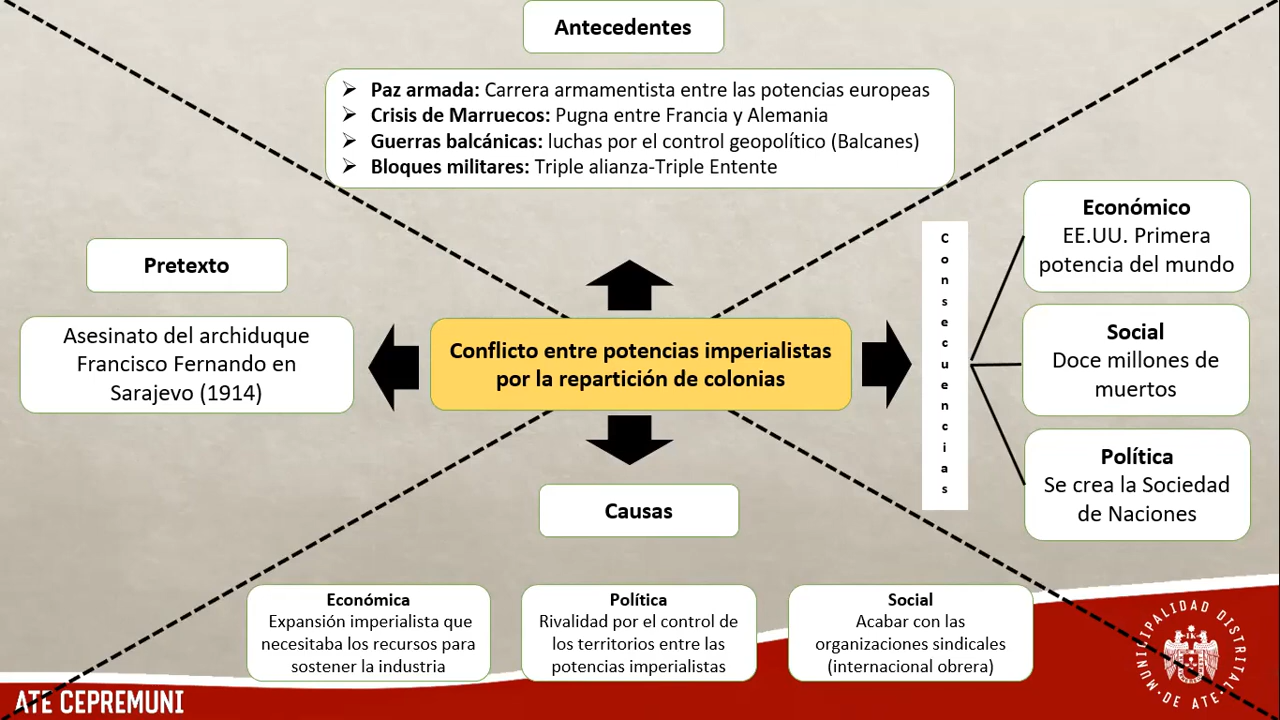 Antecedentes
➢ Paz armada: Carrera armamentista entre las potencias europeas
➢ Crisis de Marruecos: Pugna entre Francia y Alemania
➢ Guerras balcánicas: luchas por el control geopolítico (Balcanes)
➢ Bloques militares: Triple alianza-Triple Entente
Pretexto
Asesinato del archiduque
Francisco Fernando en
Sarajevo (1914)
Conflicto entre potencias imperialistas
por la repartición de colonias
Consecuencias
Económico
EE.UU. Primera
potencia del mundo
Social
Doce millones de
muertos
Política
Se crea la Sociedad
de Naciones
Causas
Económica
Expansión imperialista que
necesitaba los recursos para
sostener la industria
Política
Rivalidad por el control de
los territorios entre las
potencias imperialistas
Social
Acabar con las
organizaciones sindicales
(internacional obrera)
ATE CEPREMUNI
MUNICIPALIDAD DISTRITAL
DE ATE